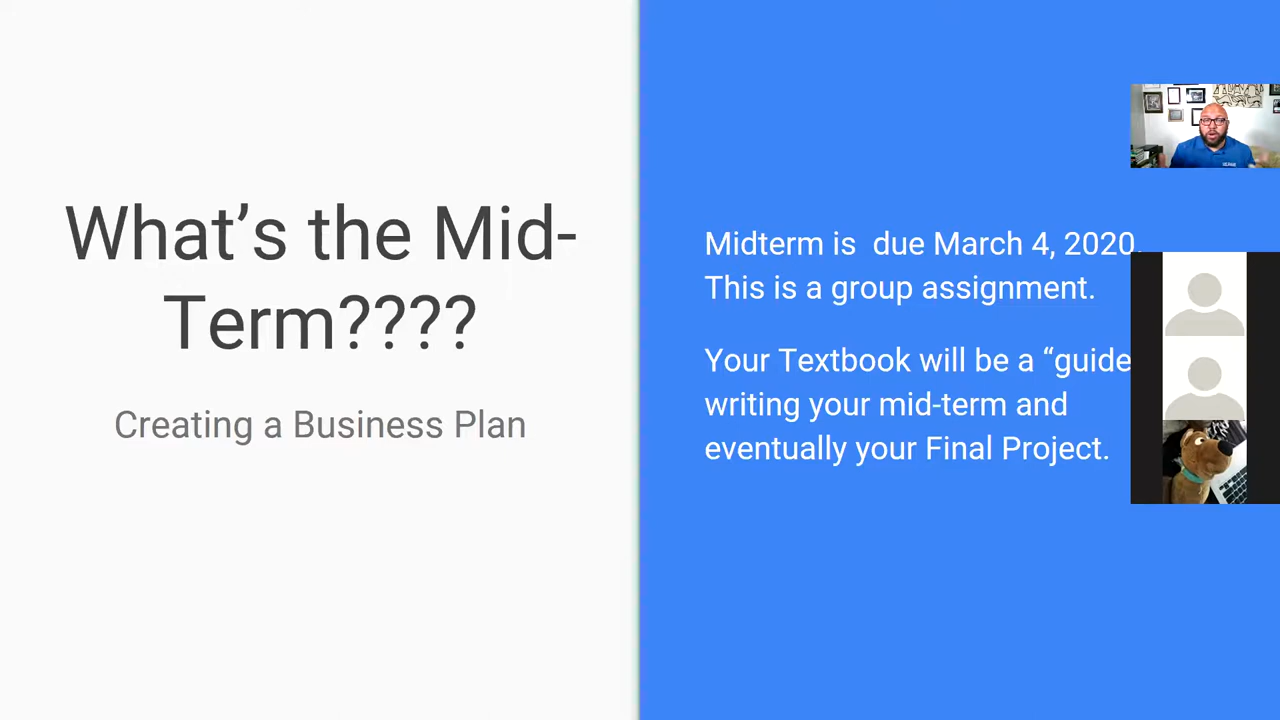 What’s the Mid-
Term????
Creating a Business Plan
Midterm is  due March 4, 2020.
This is a group assignment.
Your Textbook will be a “guide
writing your mid-term and
eventually your Final Project.